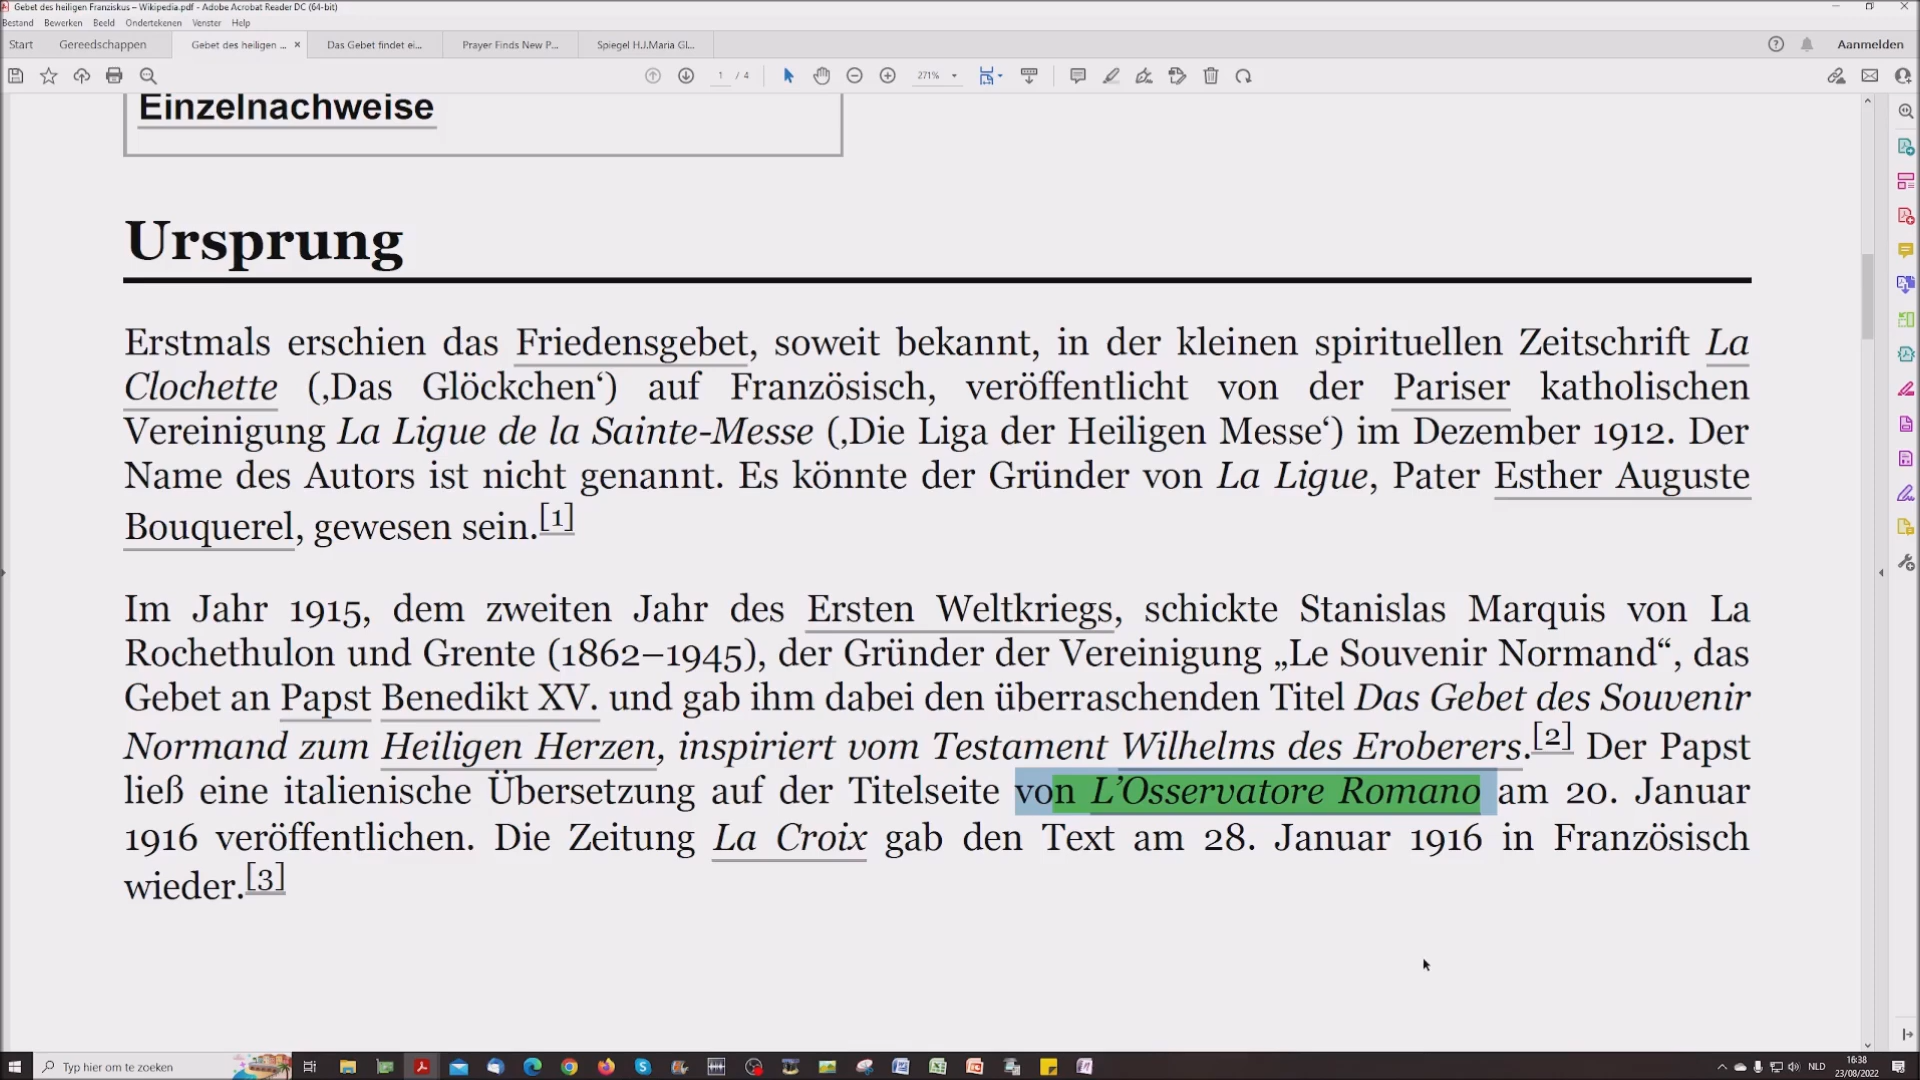 Gebet des heiligen Franziskus – Wikipedia.pdf - Adobe Acrobat Reader DC (64-bit)
Bestand Bewerken Beeld Ondertekenen Venster Help
Start Gereedschappen Gebet des heiligen ... × Das Gebet findet ei... Prayer Finds New P... Spiegel H.J.Maria Gl... Anmelden
1 / 4 271%
Einzelnachweise
Ursprung
Erstmals erschien das Friedensgebet, soweit bekannt, in der kleinen spirituellen Zeitschrift La
Clochette (‚Das Glöckchen‘) auf Französisch, veröffentlicht von der Pariser katholischen
Vereinigung La Ligue de la Sainte-Messe (‚Die Liga der Heiligen Messe‘) im Dezember 1912. Der
Name des Autors ist nicht genannt. Es könnte der Gründer von La Ligue, Pater Esther Auguste
Bouquerel, gewesen sein.[1]
Im Jahr 1915, dem zweiten Jahr des Ersten Weltkriegs, schickte Stanislas Marquis von La
Rochethulon und Grente (1862–1945), der Gründer der Vereinigung „Le Souvenir Normand“, das
Gebet an Papst Benedikt XV. und gab ihm dabei den überraschenden Titel Das Gebet des Souvenir
Normand zum Heiligen Herzen, inspiriert vom Testament Wilhelms des Eroberers.[2] Der Papst
ließ eine italienische Übersetzung auf der Titelseite von L’Osservatore Romano am 20. Januar
1916 veröffentlichen. Die Zeitung La Croix gab den Text am 28. Januar 1916 in Französisch
wieder.[3]
Typ hier om te zoeken
NLD
16:38
23/08/2022